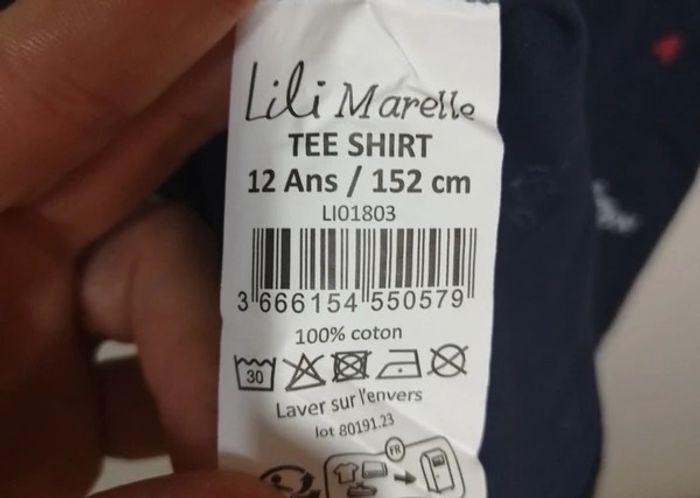 Lili Marelle
TEE SHIRT
12 Ans / 152 cm
LI01803
3 666154 550579
100% coton
30
Laver sur l'envers
lot 80191.23
FR